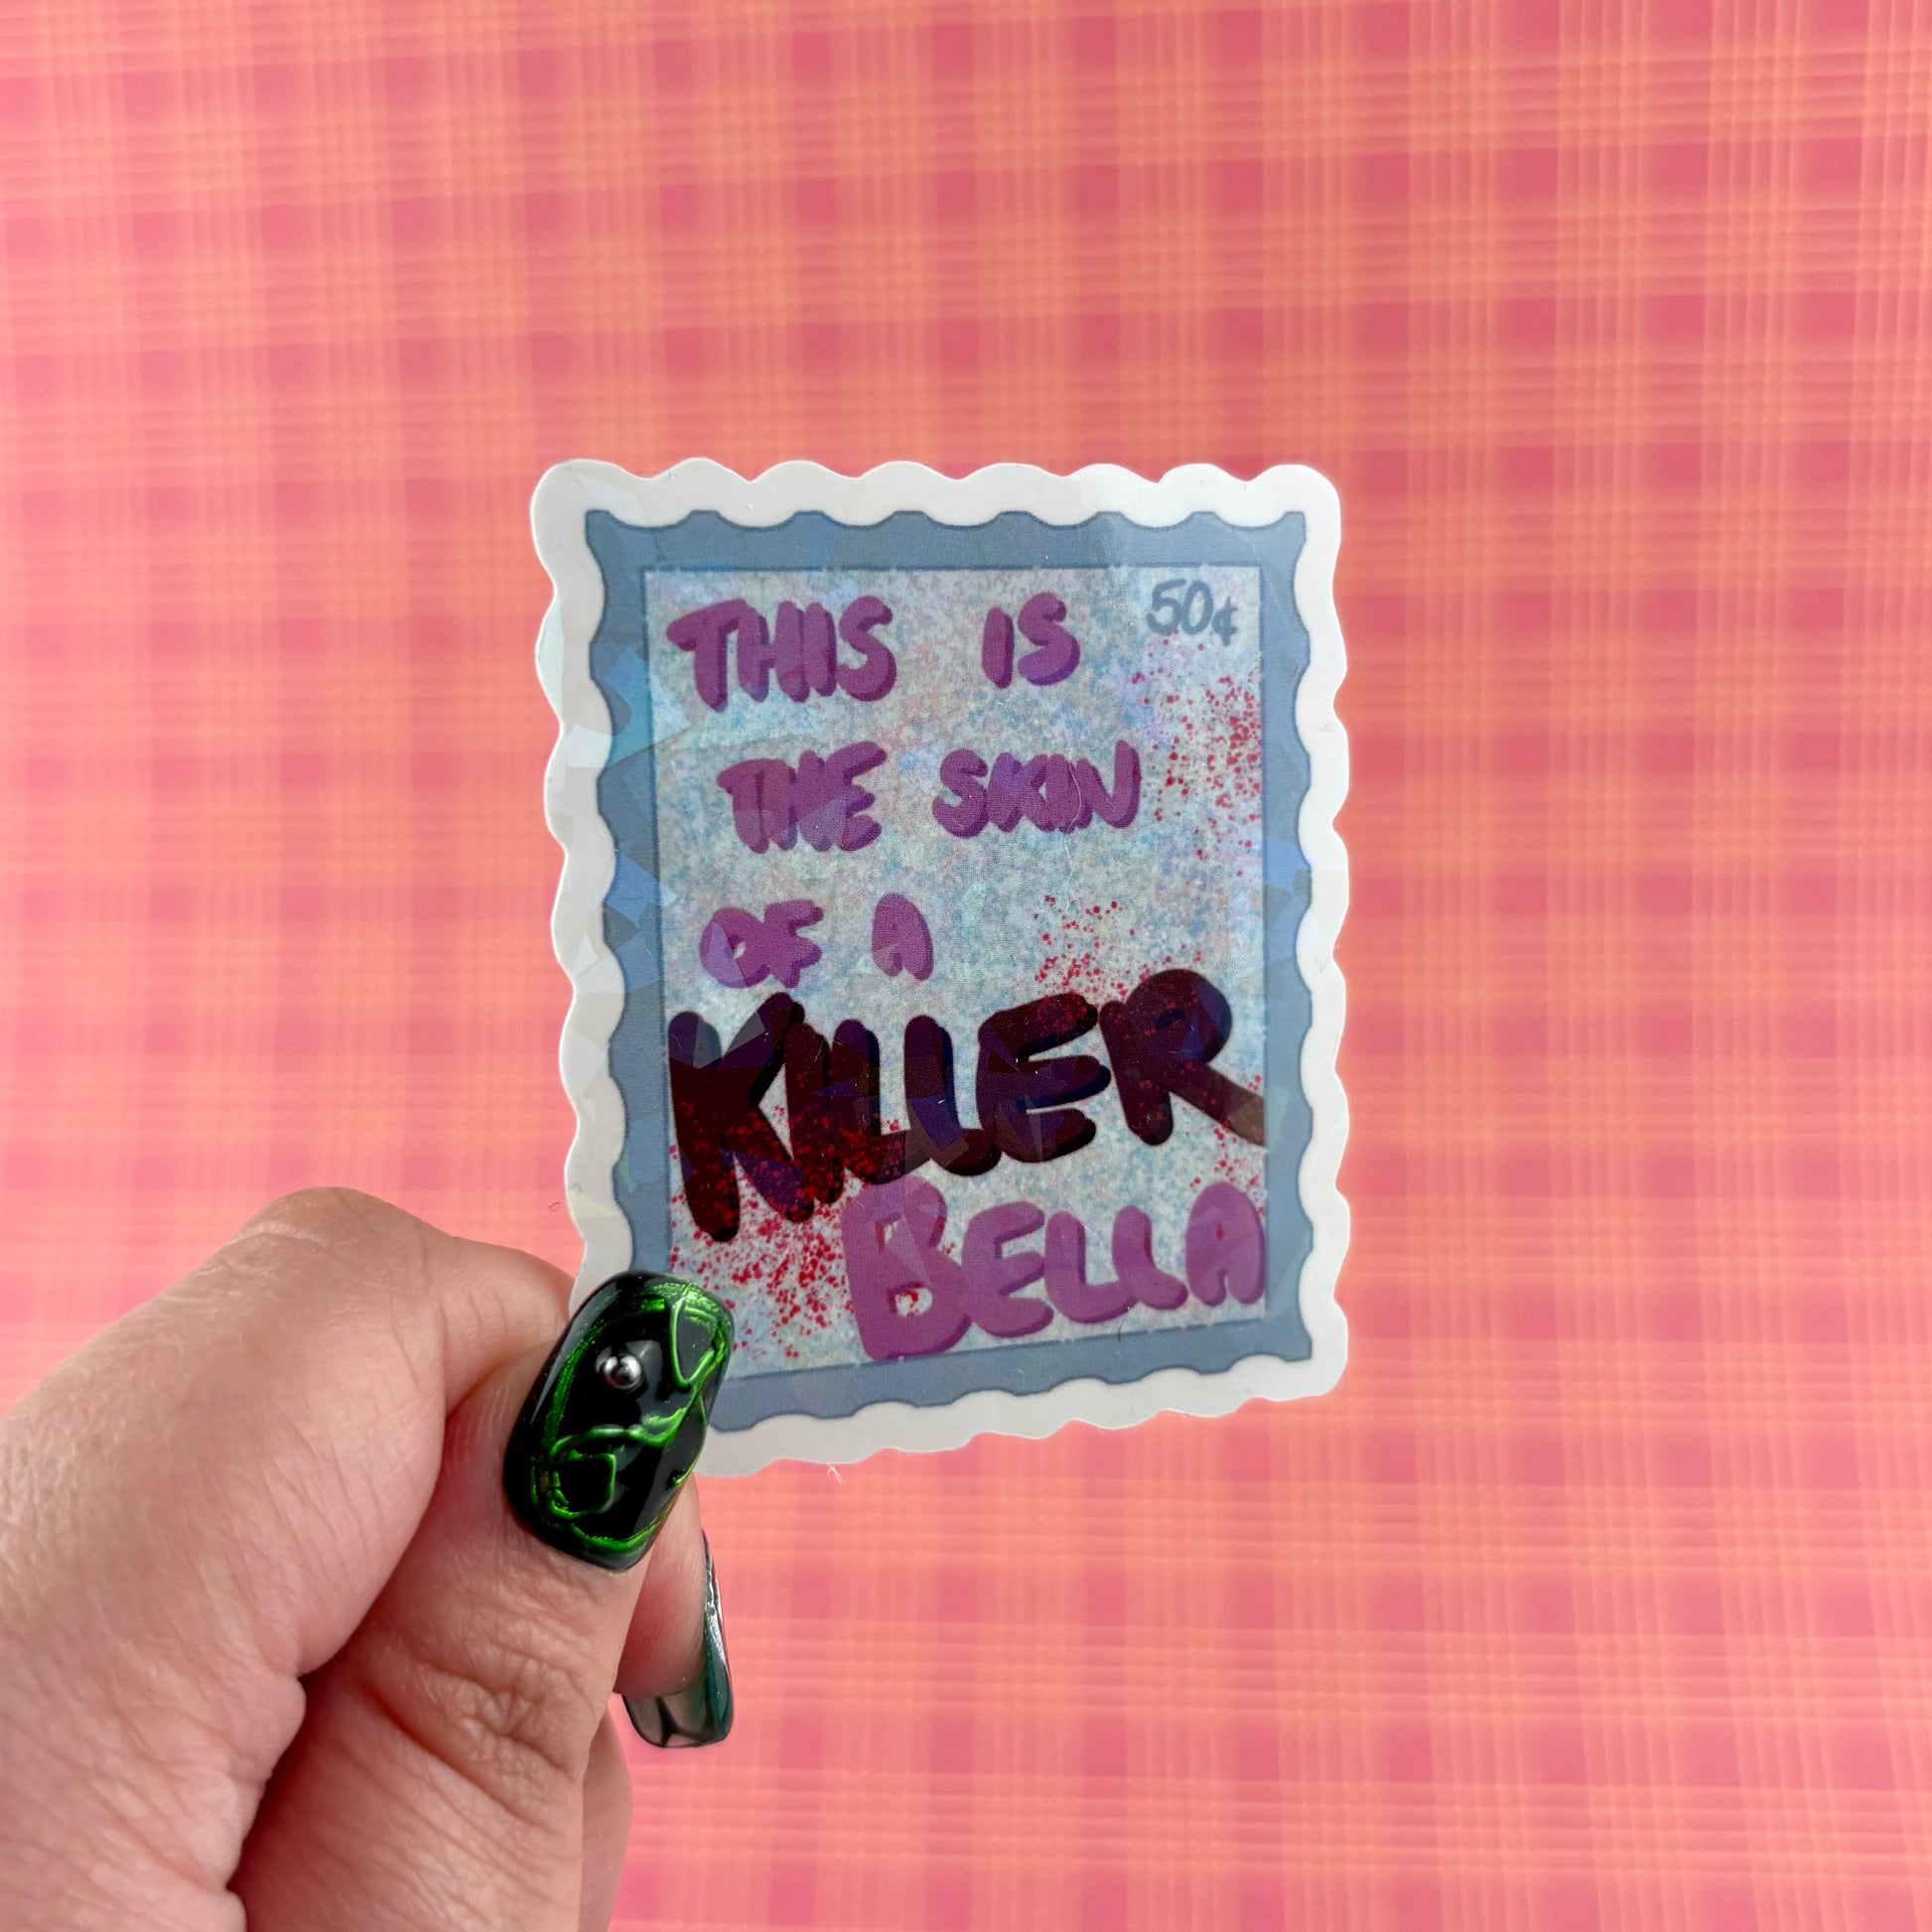 50¢
THIS IS
THE SKIN
OF A
KILLER
BELLA